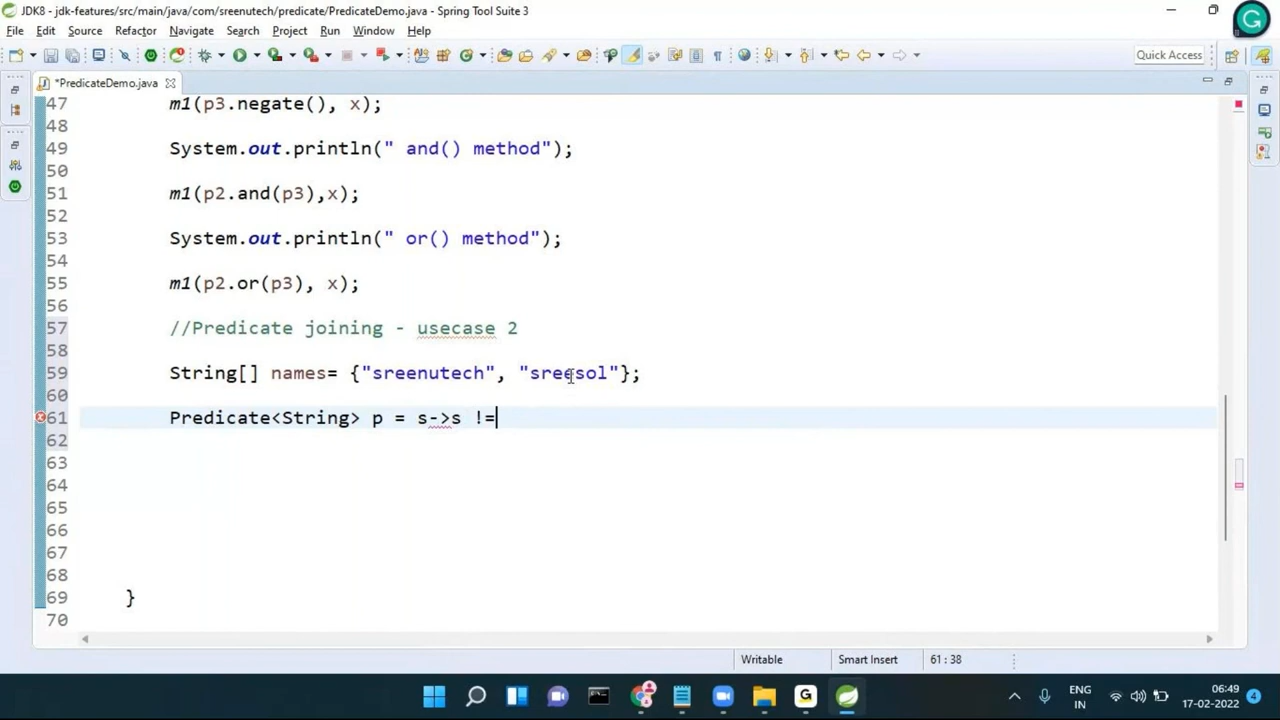 JDK8 - jdk-features/src/main/java/com/sreenutech/predicate/PredicateDemo.java - Spring Tool Suite 3
File Edit Source Refactor Navigate Search Project Run Window Help
Quick Access
*PredicateDemo.java
47 m1(p3.negate(), x);
48
49 System.out.println(" and() method");
50
51 m1(p2.and(p3),x);
52
53 System.out.println(" or() method");
54
55 m1(p2.or(p3), x);
56
57 //Predicate joining - usecase 2
58
59 String[] names= {"sreenutech", "sreesol"};
60
61 Predicate<String> p = s->s !=
62
63
64
65
66
67
68
69 }
70
Writable Smart Insert 61 : 38
ENG 06:49
IN 17-02-2022 4